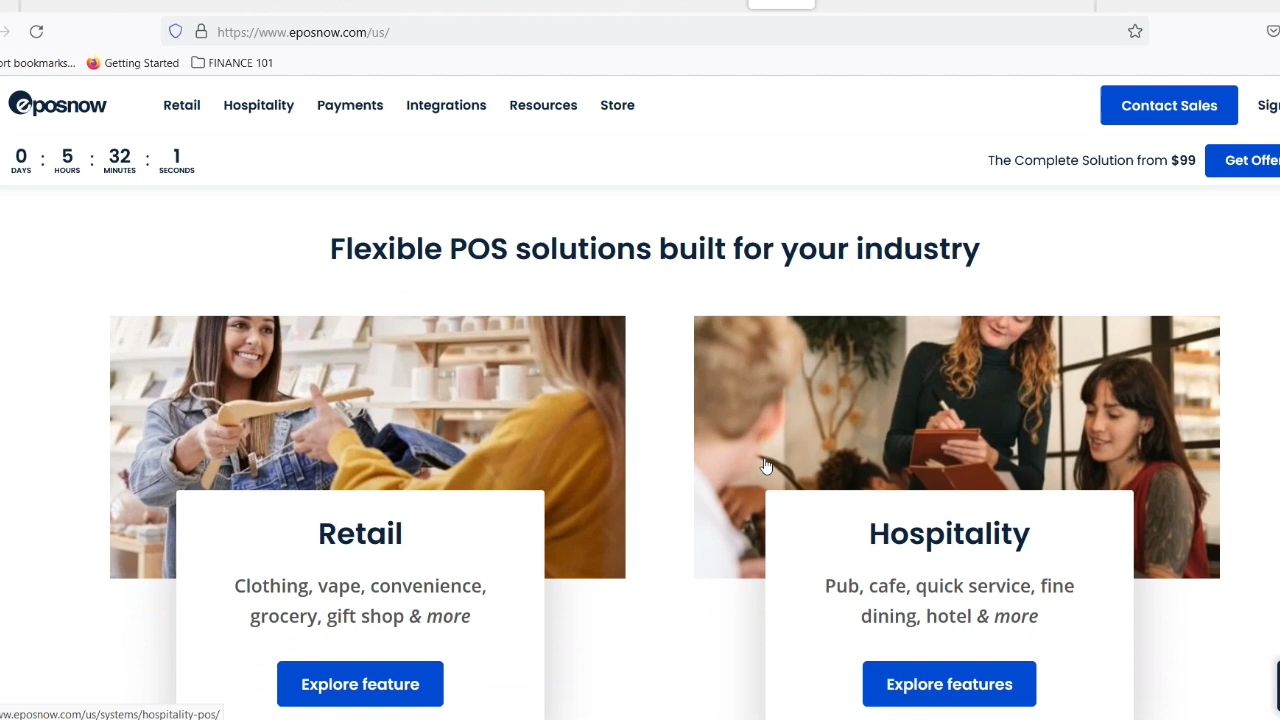 https://www.eposnow.com/us/
ort bookmarks...
Getting Started
FINANCE 101
eposnow
Retail
Hospitality
Payments
Integrations
Resources
Store
Contact Sales
Sign
0 : 5 : 32 : 1
DAYS HOURS MINUTES SECONDS
The Complete Solution from $99
Get Offe
Flexible POS solutions built for your industry
Retail
Clothing, vape, convenience,
grocery, gift shop & more
Explore feature
Hospitality
Pub, cafe, quick service, fine
dining, hotel & more
Explore features
ww.eposnow.com/us/systems/hospitality-pos/